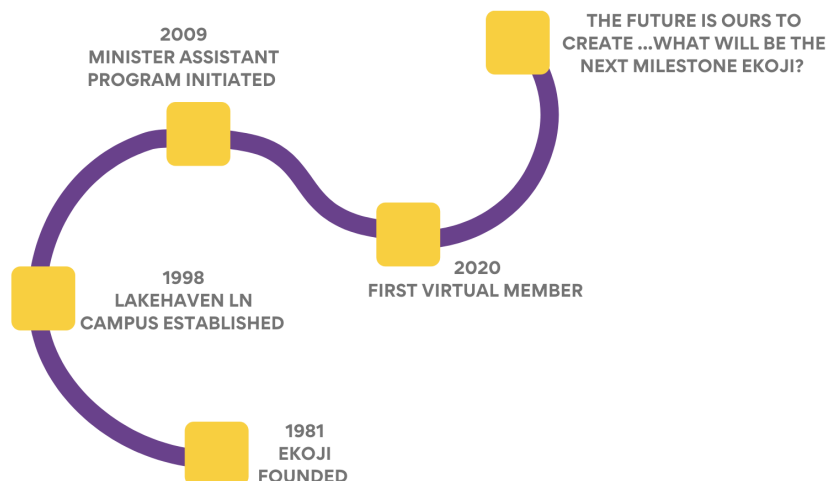 THE FUTURE IS OURS TO
CREATE ...WHAT WILL BE THE
NEXT MILESTONE EKOJI?
2009
MINISTER ASSISTANT
PROGRAM INITIATED
2020
FIRST VIRTUAL MEMBER
1998
LAKEHAVEN LN
CAMPUS ESTABLISHED
1981
EKOJI
FOUNDED